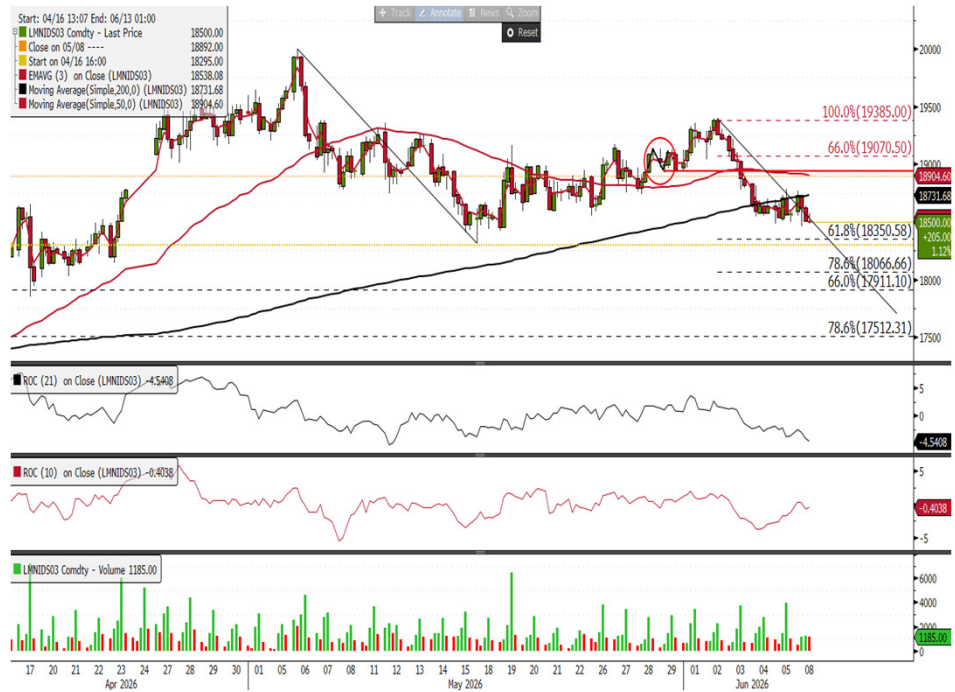 Start: 04/16 13:07 End: 06/13 01:00
LMNIDS03 Comdty - Last Price 18500.00
Close on 05/08 ---- 18892.00
Start on 04/16 16:00 18295.00
EMAVG (3) on Close (LMNIDS03) 18538.08
Moving Average(Simple,200,0) (LMNIDS03) 18731.68
Moving Average(Simple,50,0) (LMNIDS03) 18904.60
Track Annotate News Zoom
Reset
20000
19500
19000
18000
17500
100.0%(19385.00)
66.0%(19070.50)
61.8%(18350.58)
78.6%(18066.66)
66.0%(17911.10)
78.6%(17512.31)
18904.60
18731.68
18500.00
+205.00
1.12%
ROC (21) on Close (LMNIDS03) -4.5408
5
0
-4.5408
ROC (10) on Close (LMNIDS03) -0.4038
5
-0.4038
-5
LMNIDS03 Comdty - Volume 1185.00
6000
4000
2000
1185.00
0
17 20 21 22 23 24 27 28 29 30 01 05 06 07 08 11 12 13 14 15 18 19 20 21 22 26 27 28 29 01 02 03 04 05 08
Apr 2026 May 2026 Jun 2026